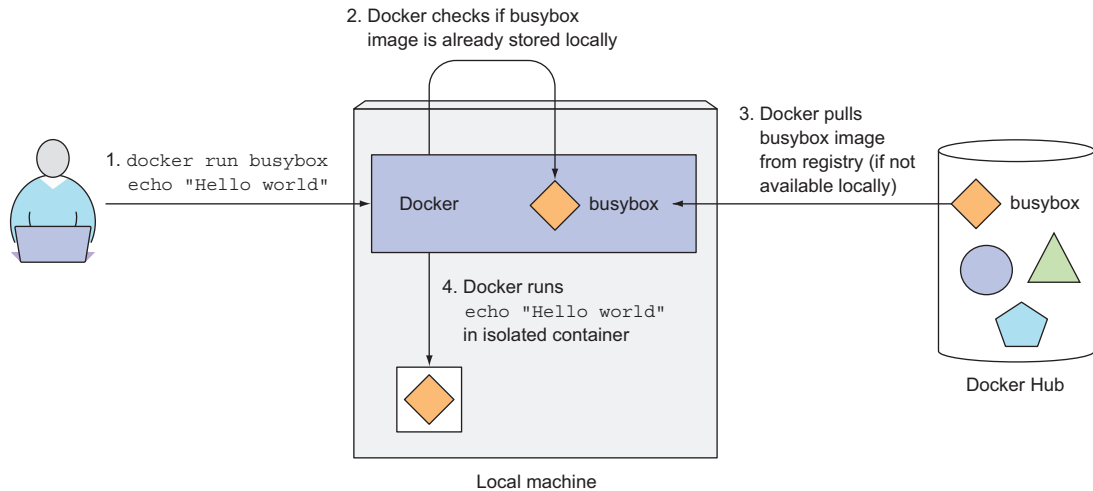 2. Docker checks if busybox
image is already stored locally
1. docker run busybox
echo "Hello world"
3. Docker pulls
busybox image
from registry (if not
available locally)
Docker
busybox
busybox
4. Docker runs
echo "Hello world"
in isolated container
Docker Hub
Local machine